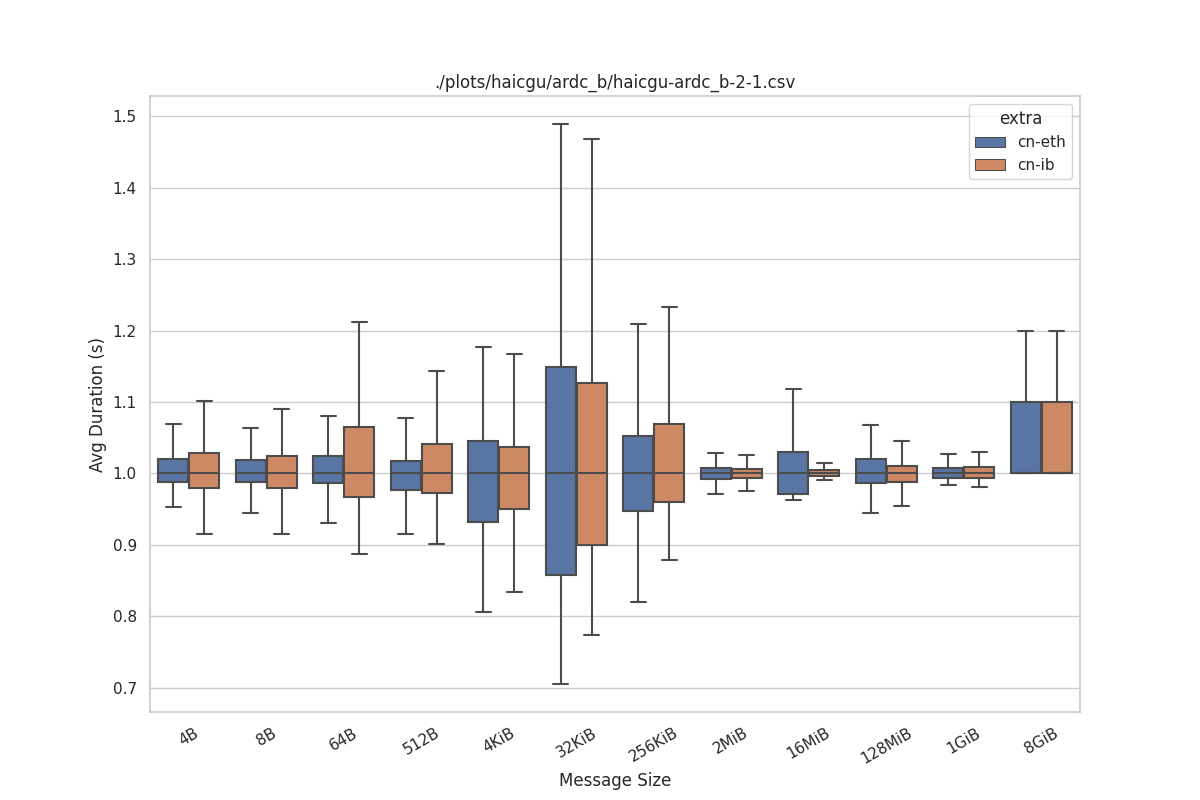 ./plots/haicgu/ardc_b/haicgu-ardc_b-2-1.csv
extra
cn-eth
cn-ib
Avg Duration (s)
1.5
1.4
1.3
1.2
1.1
1.0
0.9
0.8
0.7
4B 8B 64B 512B 4KiB 32KiB 256KiB 2MiB 16MiB 128MiB 1GiB 8GiB
Message Size